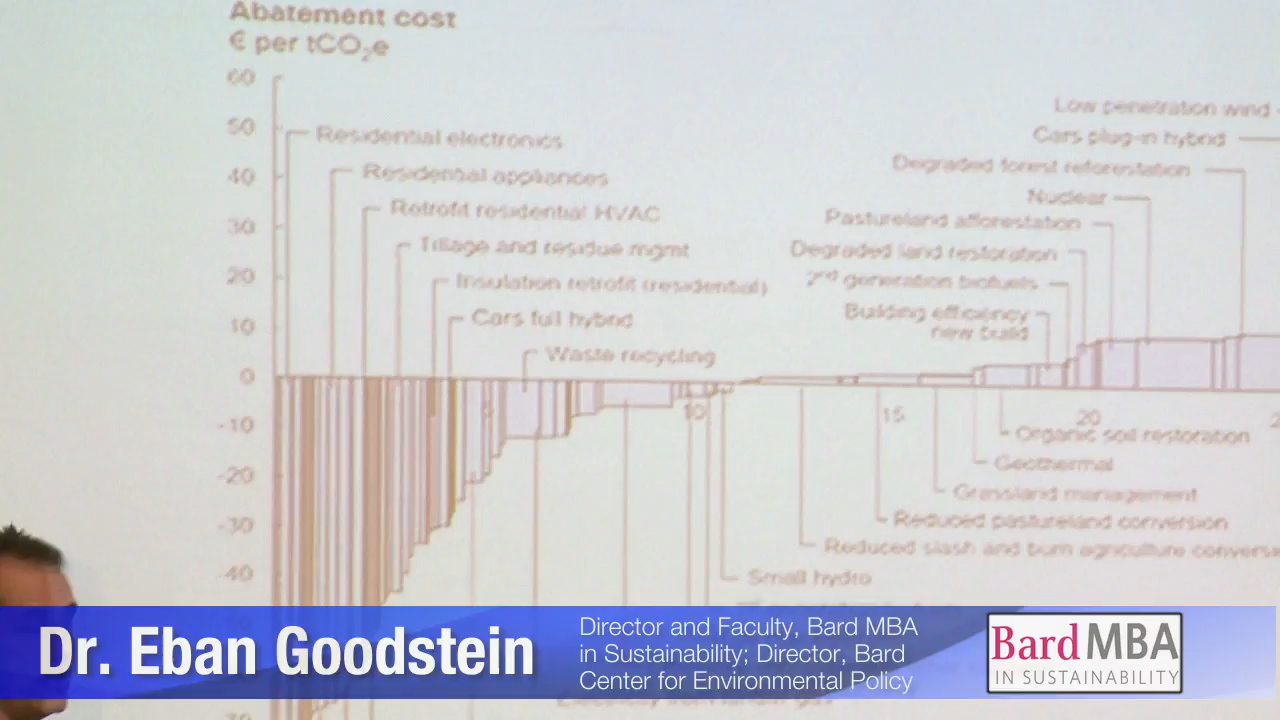 Abatement cost
€ per tCO2e
60
50
40
30
20
10
0
-10
-20
-30
-40
Residential electronics
Residential appliances
Retrofit residential HVAC
Tillage and residue mgmt
Insulation retrofit (residential)
Cars full hybrid
Waste recycling
Low penetration wind
Cars plug-in hybrid
Degraded forest reforestation
Nuclear
Pastureland afforestation
Degraded land restoration
2nd generation biofuels
Building efficiency
new build
5
10
15
20
Organic soil restoration
Geothermal
Grassland management
Reduced pastureland conversion
Reduced slash and burn agriculture
Small hydro
Dr. Eban Goodstein
Director and Faculty, Bard MBA
in Sustainability; Director, Bard
Center for Environmental Policy
Bard MBA
IN SUSTAINABILITY
Electricity from landfill gas